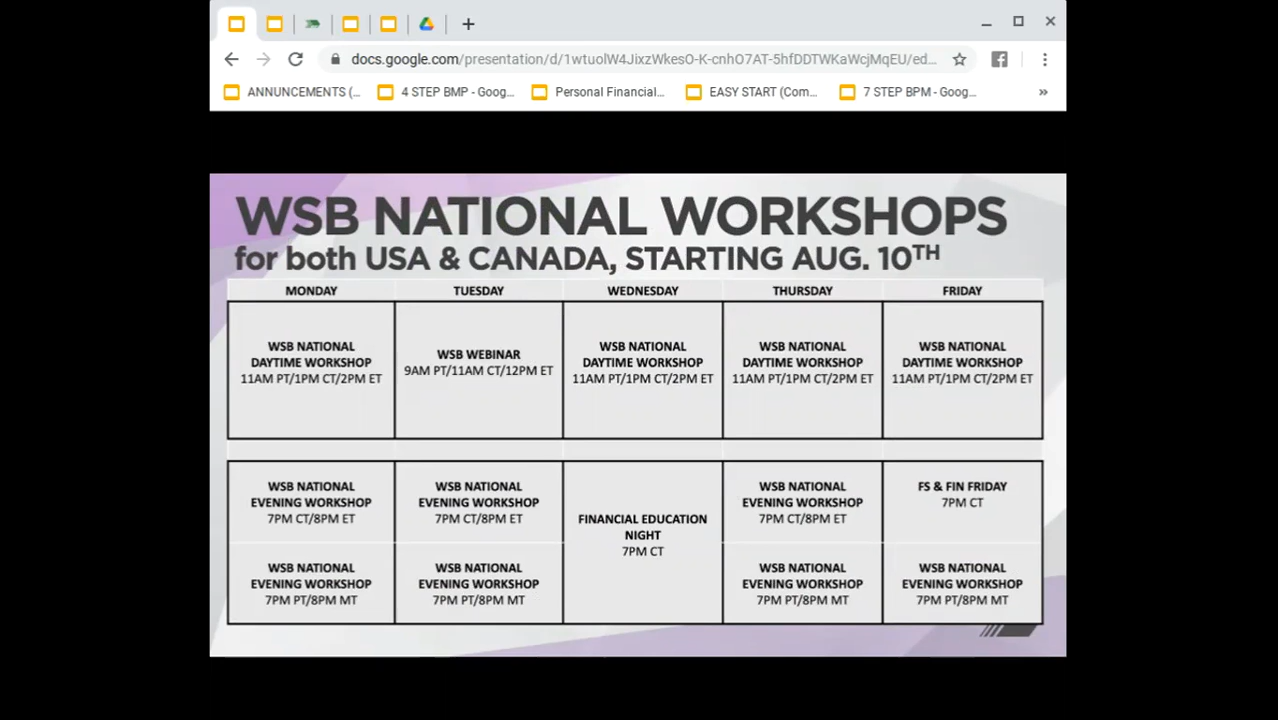 docs.google.com/presentation/d/1wtuolW4JixzWkesO-K-cnhO7AT-5hfDDTWKaWcjMqEU/ed...
ANNUNCEMENTS (... 4 STEP BMP - Goog... Personal Financial... EASY START (Com... 7 STEP BPM - Goog... »
WSB NATIONAL WORKSHOPS
for both USA & CANADA, STARTING AUG. 10TH
MONDAY TUESDAY WEDNESDAY THURSDAY FRIDAY
WSB NATIONAL
DAYTIME WORKSHOP
11AM PT/1PM CT/2PM ET
WSB WEBINAR
9AM PT/11AM CT/12PM ET
WSB NATIONAL
DAYTIME WORKSHOP
11AM PT/1PM CT/2PM ET
WSB NATIONAL
DAYTIME WORKSHOP
11AM PT/1PM CT/2PM ET
WSB NATIONAL
DAYTIME WORKSHOP
11AM PT/1PM CT/2PM ET
WSB NATIONAL
EVENING WORKSHOP
7PM CT/8PM ET
WSB NATIONAL
EVENING WORKSHOP
7PM CT/8PM ET
FINANCIAL EDUCATION
NIGHT
7PM CT
WSB NATIONAL
EVENING WORKSHOP
7PM CT/8PM ET
FS & FIN FRIDAY
7PM CT
WSB NATIONAL
EVENING WORKSHOP
7PM PT/8PM MT
WSB NATIONAL
EVENING WORKSHOP
7PM PT/8PM MT
WSB NATIONAL
EVENING WORKSHOP
7PM PT/8PM MT
WSB NATIONAL
EVENING WORKSHOP
7PM PT/8PM MT